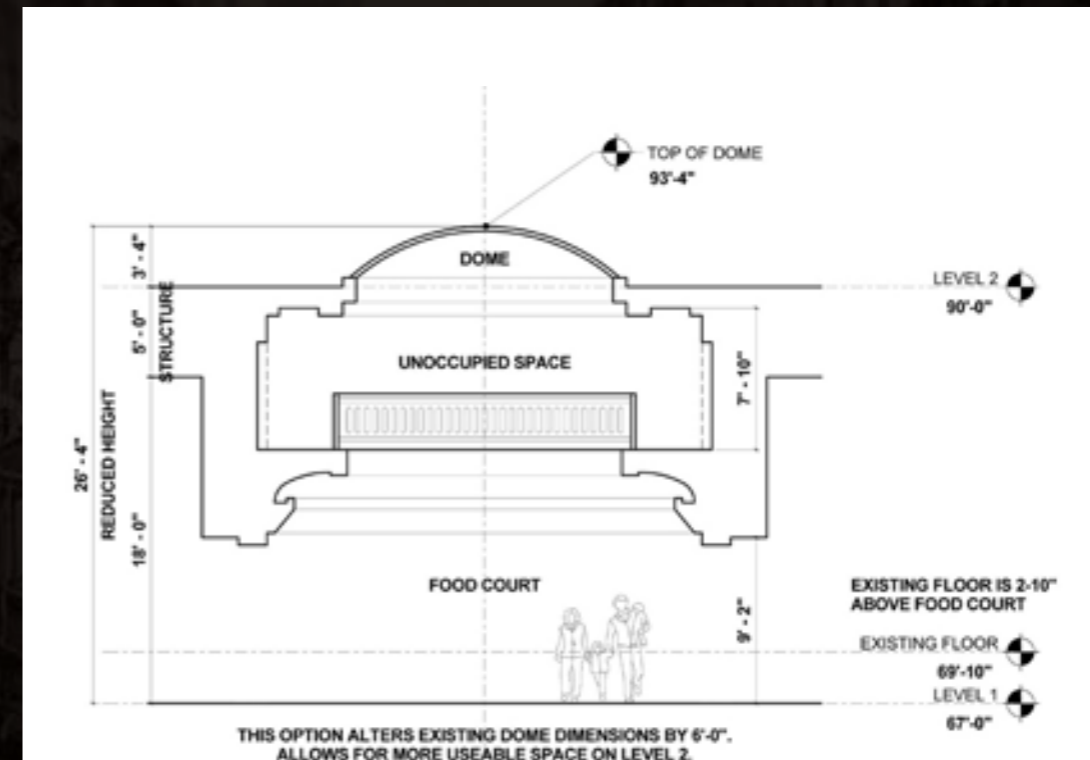 TOP OF DOME
93'-4"
3' - 4"
DOME
LEVEL 2
90'-0"
5' - 0"
STRUCTURE
UNOCCUPIED SPACE
7' - 10"
26' - 4"
REDUCED HEIGHT
18' - 0"
FOOD COURT
9' - 2"
EXISTING FLOOR IS 2-10"
ABOVE FOOD COURT
EXISTING FLOOR
69'-10"
LEVEL 1
67'-0"
THIS OPTION ALTERS EXISTING DOME DIMENSIONS BY 6'-0".
ALLOWS FOR MORE USEABLE SPACE ON LEVEL 2.